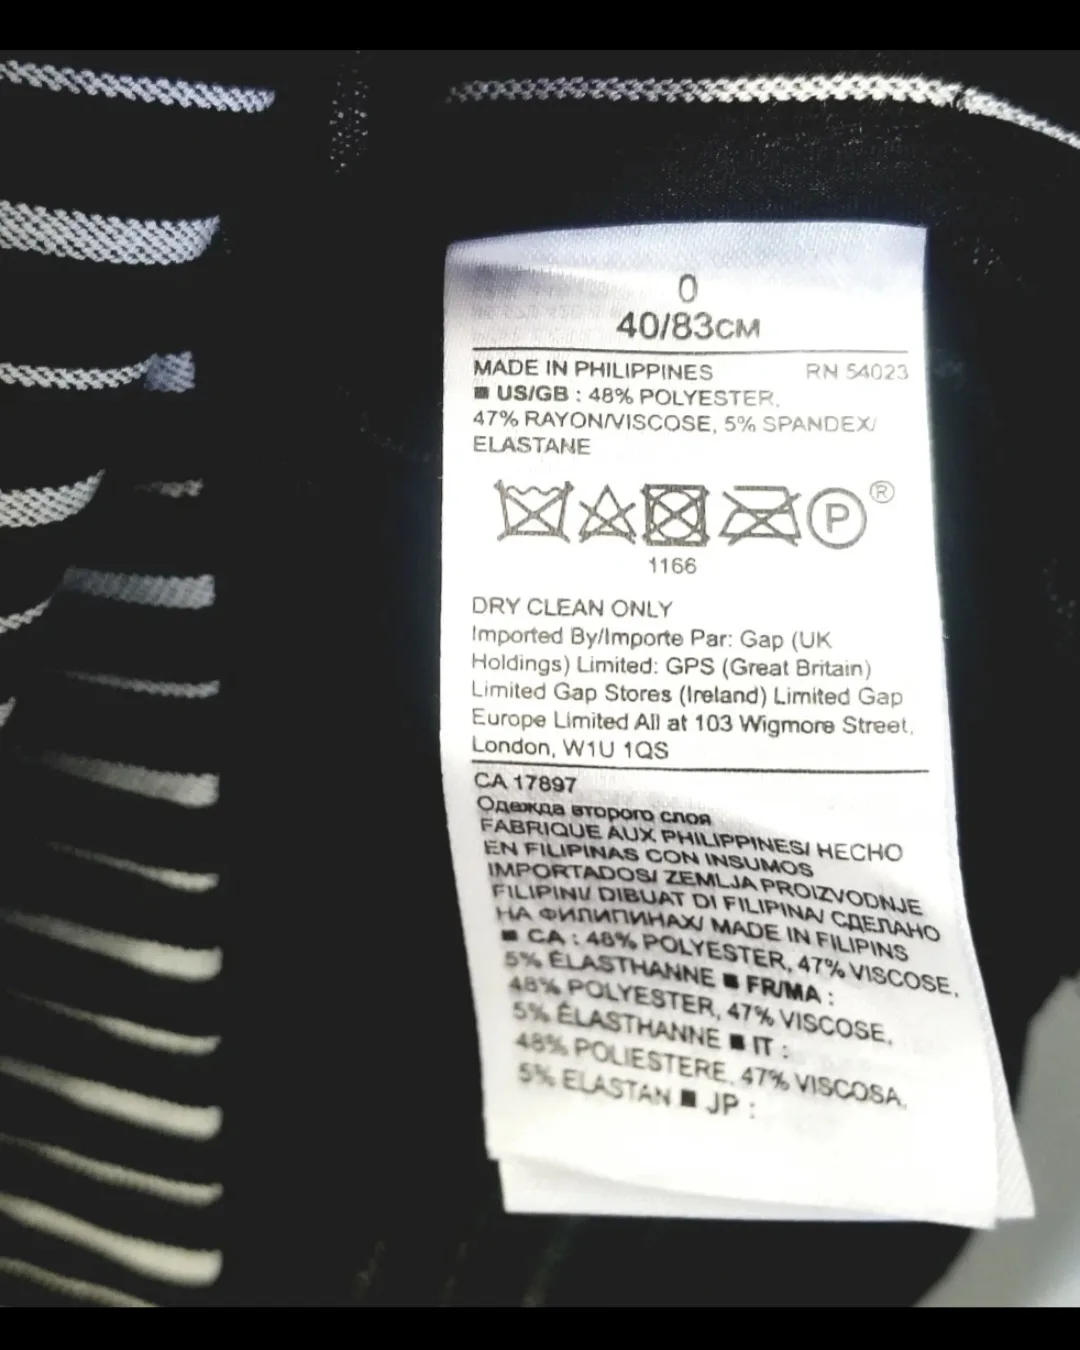 0
40/83CM
MADE IN PHILIPPINES RN 54023
■ US/GB : 48% POLYESTER,
47% RAYON/VISCOSE, 5% SPANDEX/
ELASTANE
P ®
1166
DRY CLEAN ONLY
Imported By/Importe Par: Gap (UK
Holdings) Limited: GPS (Great Britain)
Limited Gap Stores (Ireland) Limited Gap
Europe Limited All at 103 Wigmore Street,
London, W1U 1QS
CA 17897
Одежда второго слоя
FABRIQUE AUX PHILIPPINES/ HECHO
EN FILIPINAS CON INSUMOS
IMPORTADOS/ ZEMLJA PROIZVODNJE
FILIPINI/ DIBUAT DI FILIPINA/ СДЕЛАНО
НА ФИЛИПИНАХ/ MADE IN FILIPINS
■ CA : 48% POLYESTER, 47% VISCOSE,
5% ÉLASTHANNE ■ FR/MA :
48% POLYESTER, 47% VISCOSE,
5% ÉLASTHANNE ■ IT :
48% POLIESTERE, 47% VISCOSA,
5% ELASTAN ■ JP :